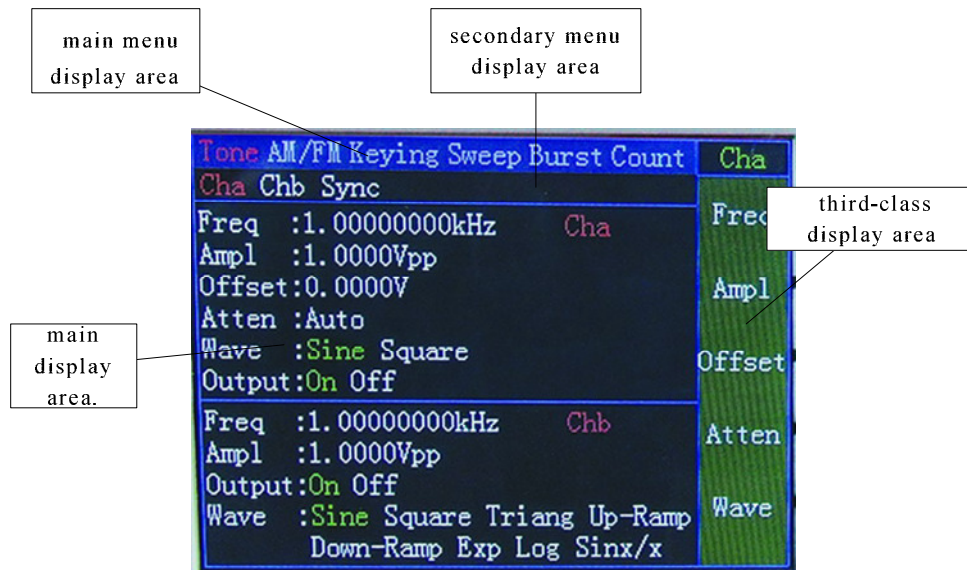 main menu
display area
secondary menu
display area
Tone AM/FM Keying Sweep Burst Count
Cha
Cha Chb Sync
Freq :1.00000000kHz Cha
Ampl :1.0000Vpp
Offset:0.0000V
Atten :Auto
Wave :Sine Square
Output:On Off
Freq :1.00000000kHz Chb
Ampl :1.0000Vpp
Output:On Off
Wave :Sine Square Triang Up-Ramp
Down-Ramp Exp Log Sinx/x
Freq
Ampl
Offset
Atten
Wave
third-class
display area
main
display
area.